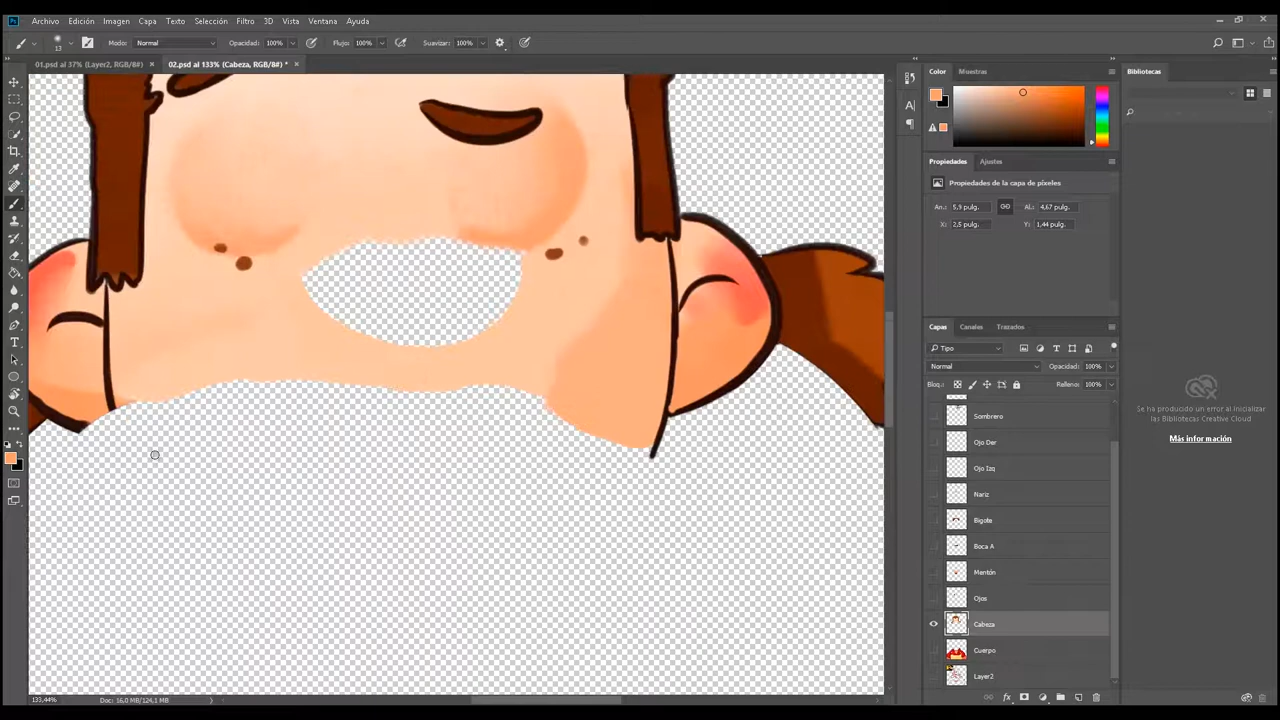 Archivo Edición Imagen Capa Texto Selección Filtro 3D Vista Ventana Ayuda
13 Modo: Normal Opacidad: 100% Flujo: 100% Suavizar: 100%
01.psd al 37% (Layer2, RGB/8#) × 02.psd al 133% (Cabeza, RGB/8#) * ×
Color Muestras
Bibliotecas
Propiedades Ajustes
Propiedades de la capa de píxeles
An.: 5,9 pulg. Al.: 4,67 pulg.
X: 2,5 pulg. Y: 1,44 pulg.
Capas Canales Trazados
Tipo
Normal Opacidad: 100%
Bloq.: Relleno: 100%
Sombrero
Ojo Der
Ojo Izq
Nariz
Bigote
Boca A
Mentón
Ojos
Cabeza
Cuerpo
Layer2
Se ha producido un error al inicializar
las Bibliotecas Creative Cloud
Más información
133,44% Doc: 16,0 MB/124,1 MB